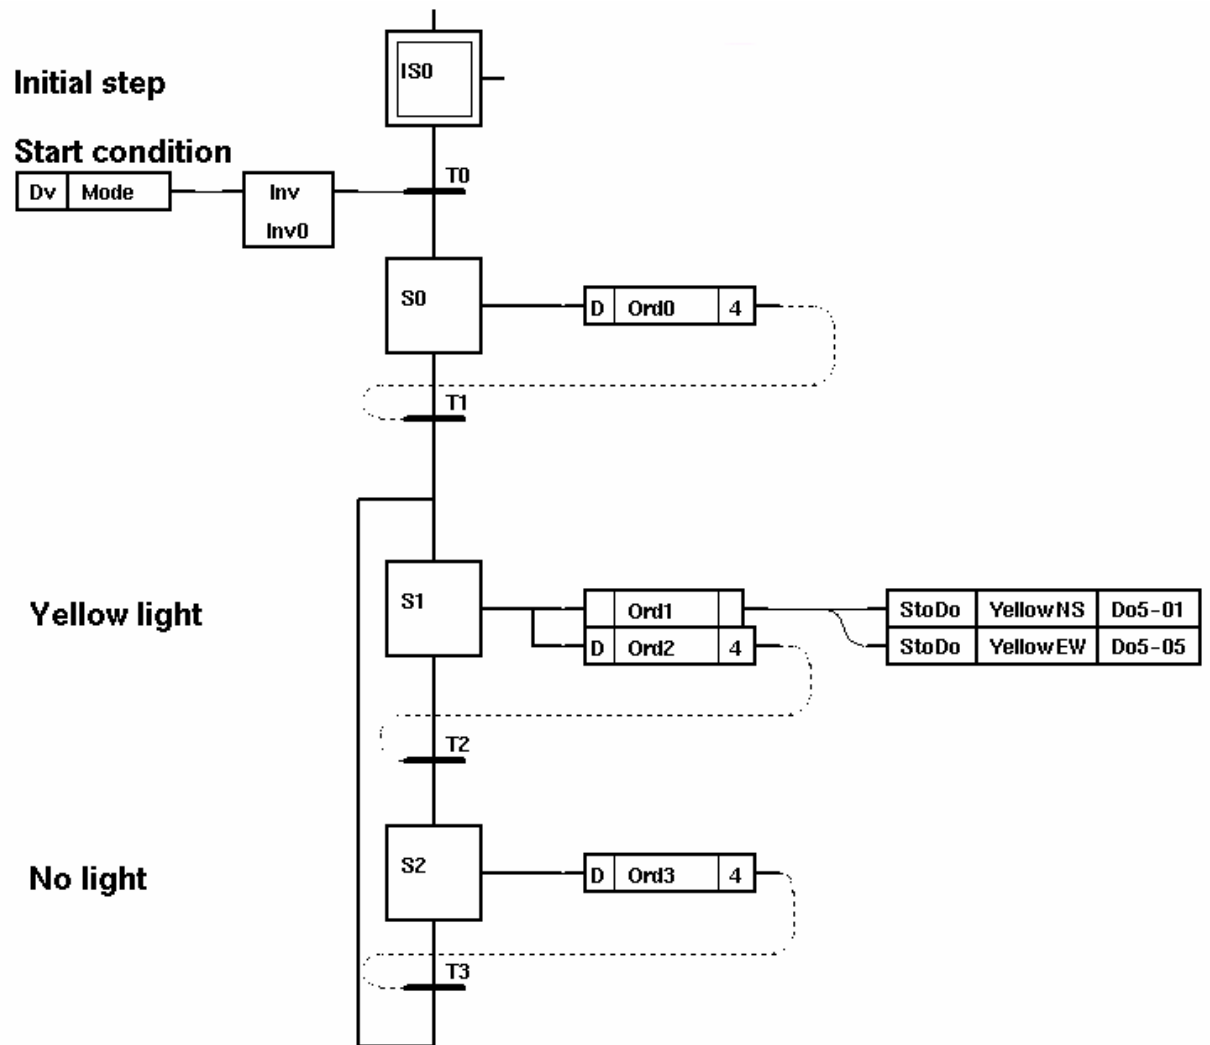 IS0
Initial step
Start condition
T0
Dv Mode
Inv
Inv0
S0
D Ord0 4
T1
S1
Yellow light
Ord1
StoDo YellowNS Do5-01
D Ord2 4
StoDo YellowEW Do5-05
T2
S2
No light
D Ord3 4
T3